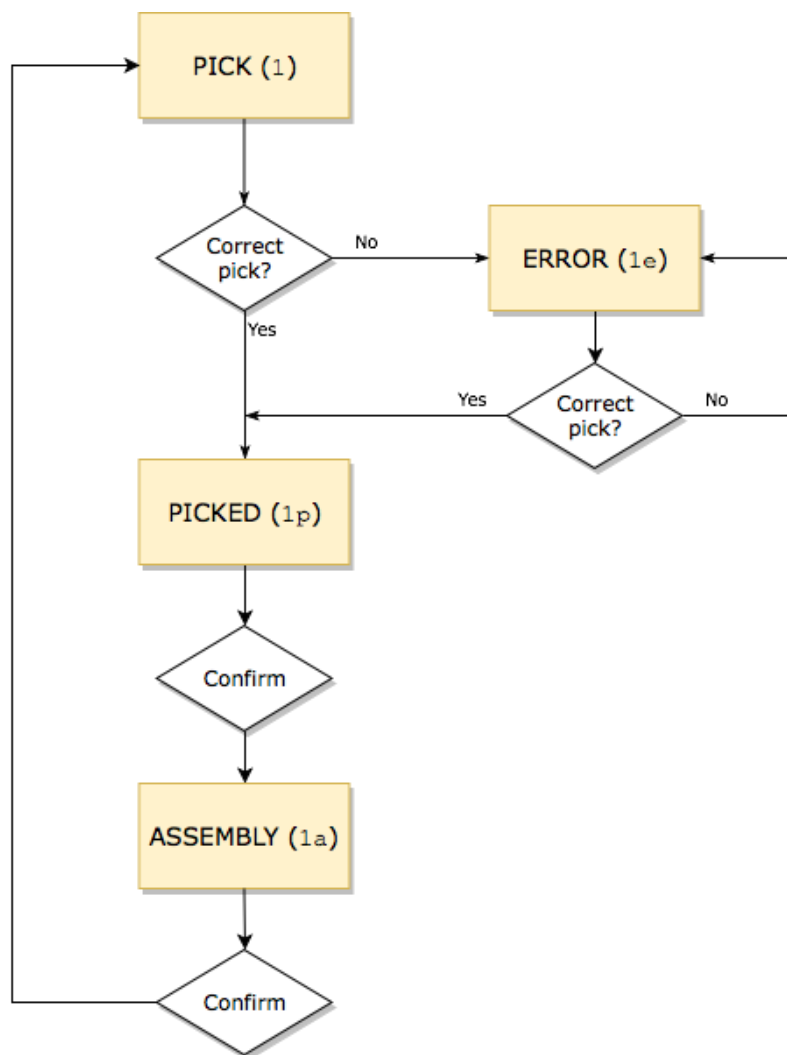 PICK (1)
Correct
pick?
No
ERROR (1e)
Yes
Correct
pick?
Yes
No
PICKED (1p)
Confirm
ASSEMBLY (1a)
Confirm